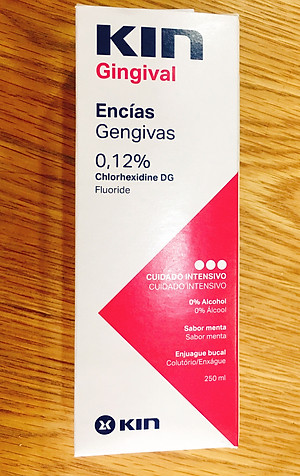 KIN
Gingival
Encías
Gengivas
0,12%
Chlorhexidine DG
Fluoride
CUIDADO INTENSIVO
CUIDADO INTENSIVO
0% Alcohol
0% Álcool
Sabor menta
Sabor menta
Enjuague bucal
Colutório/Enxágue
250 ml
KIN